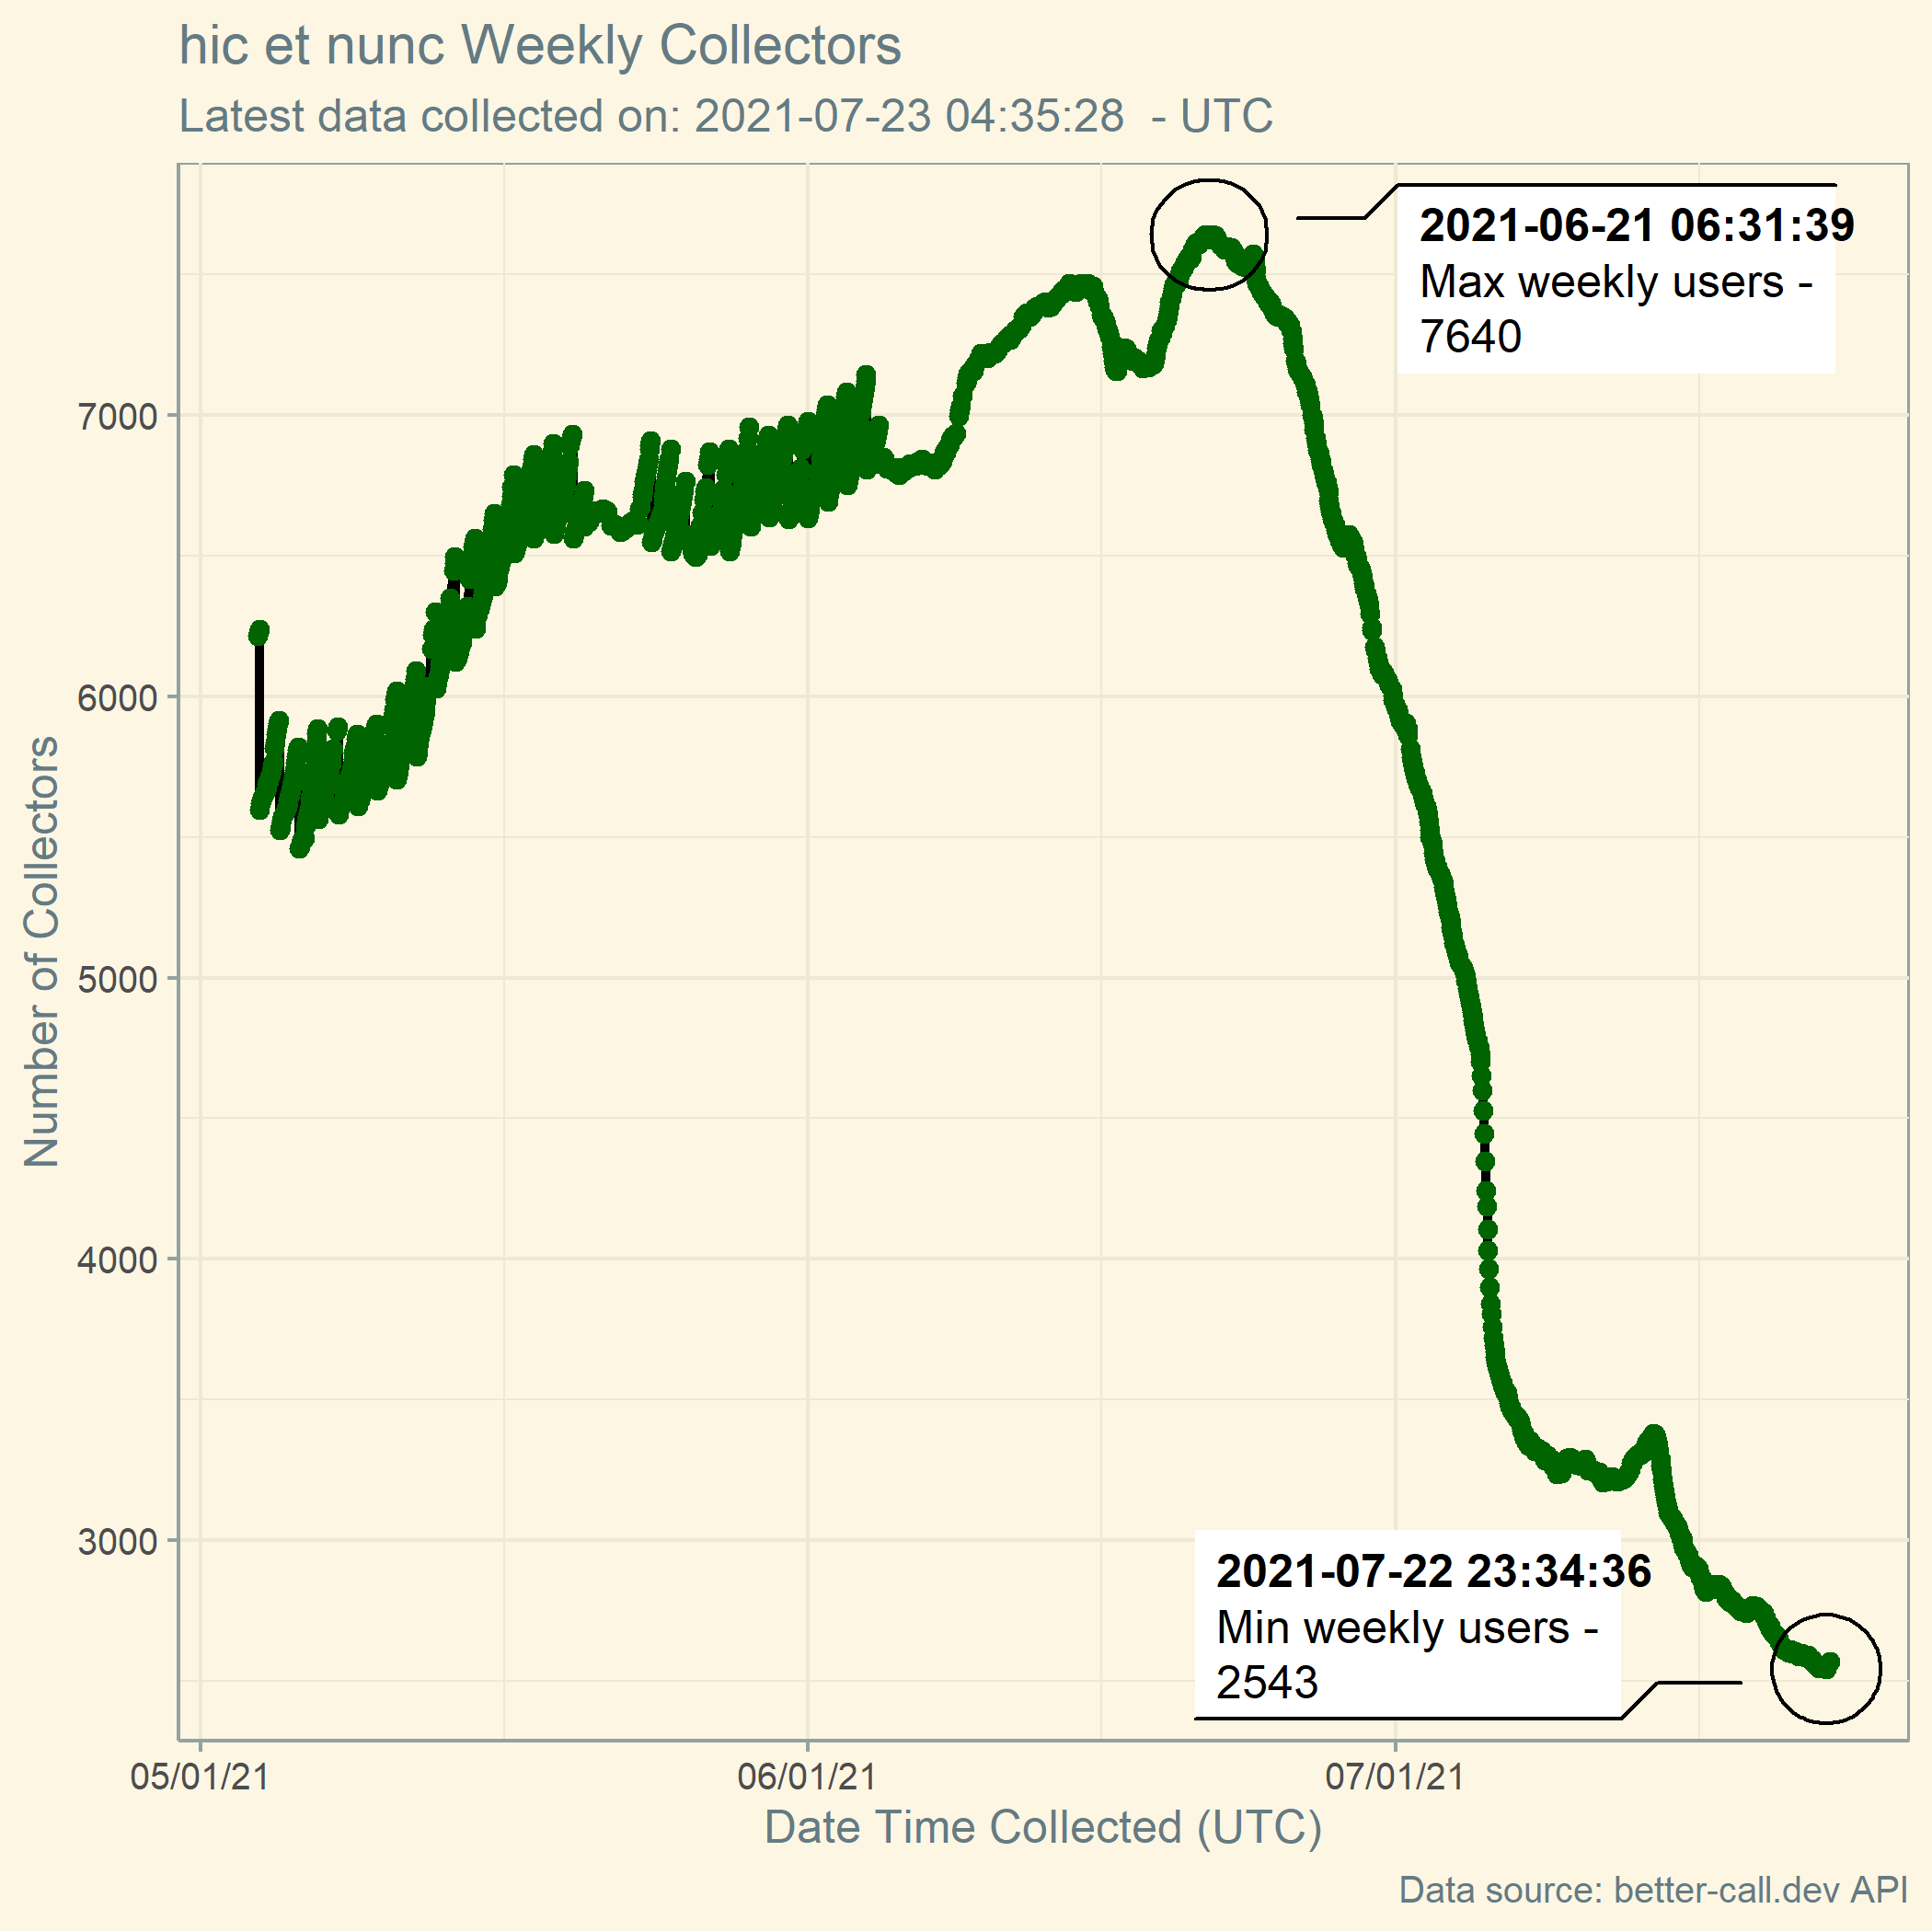 hic et nunc Weekly Collectors
Latest data collected on: 2021-07-23 04:35:28  - UTC
2021-06-21 06:31:39
Max weekly users -
7640
7000
6000
5000
4000
3000
Number of Collectors
2021-07-22 23:34:36
Min weekly users -
2543
05/01/21
06/01/21
07/01/21
Date Time Collected (UTC)
Data source: better-call.dev API